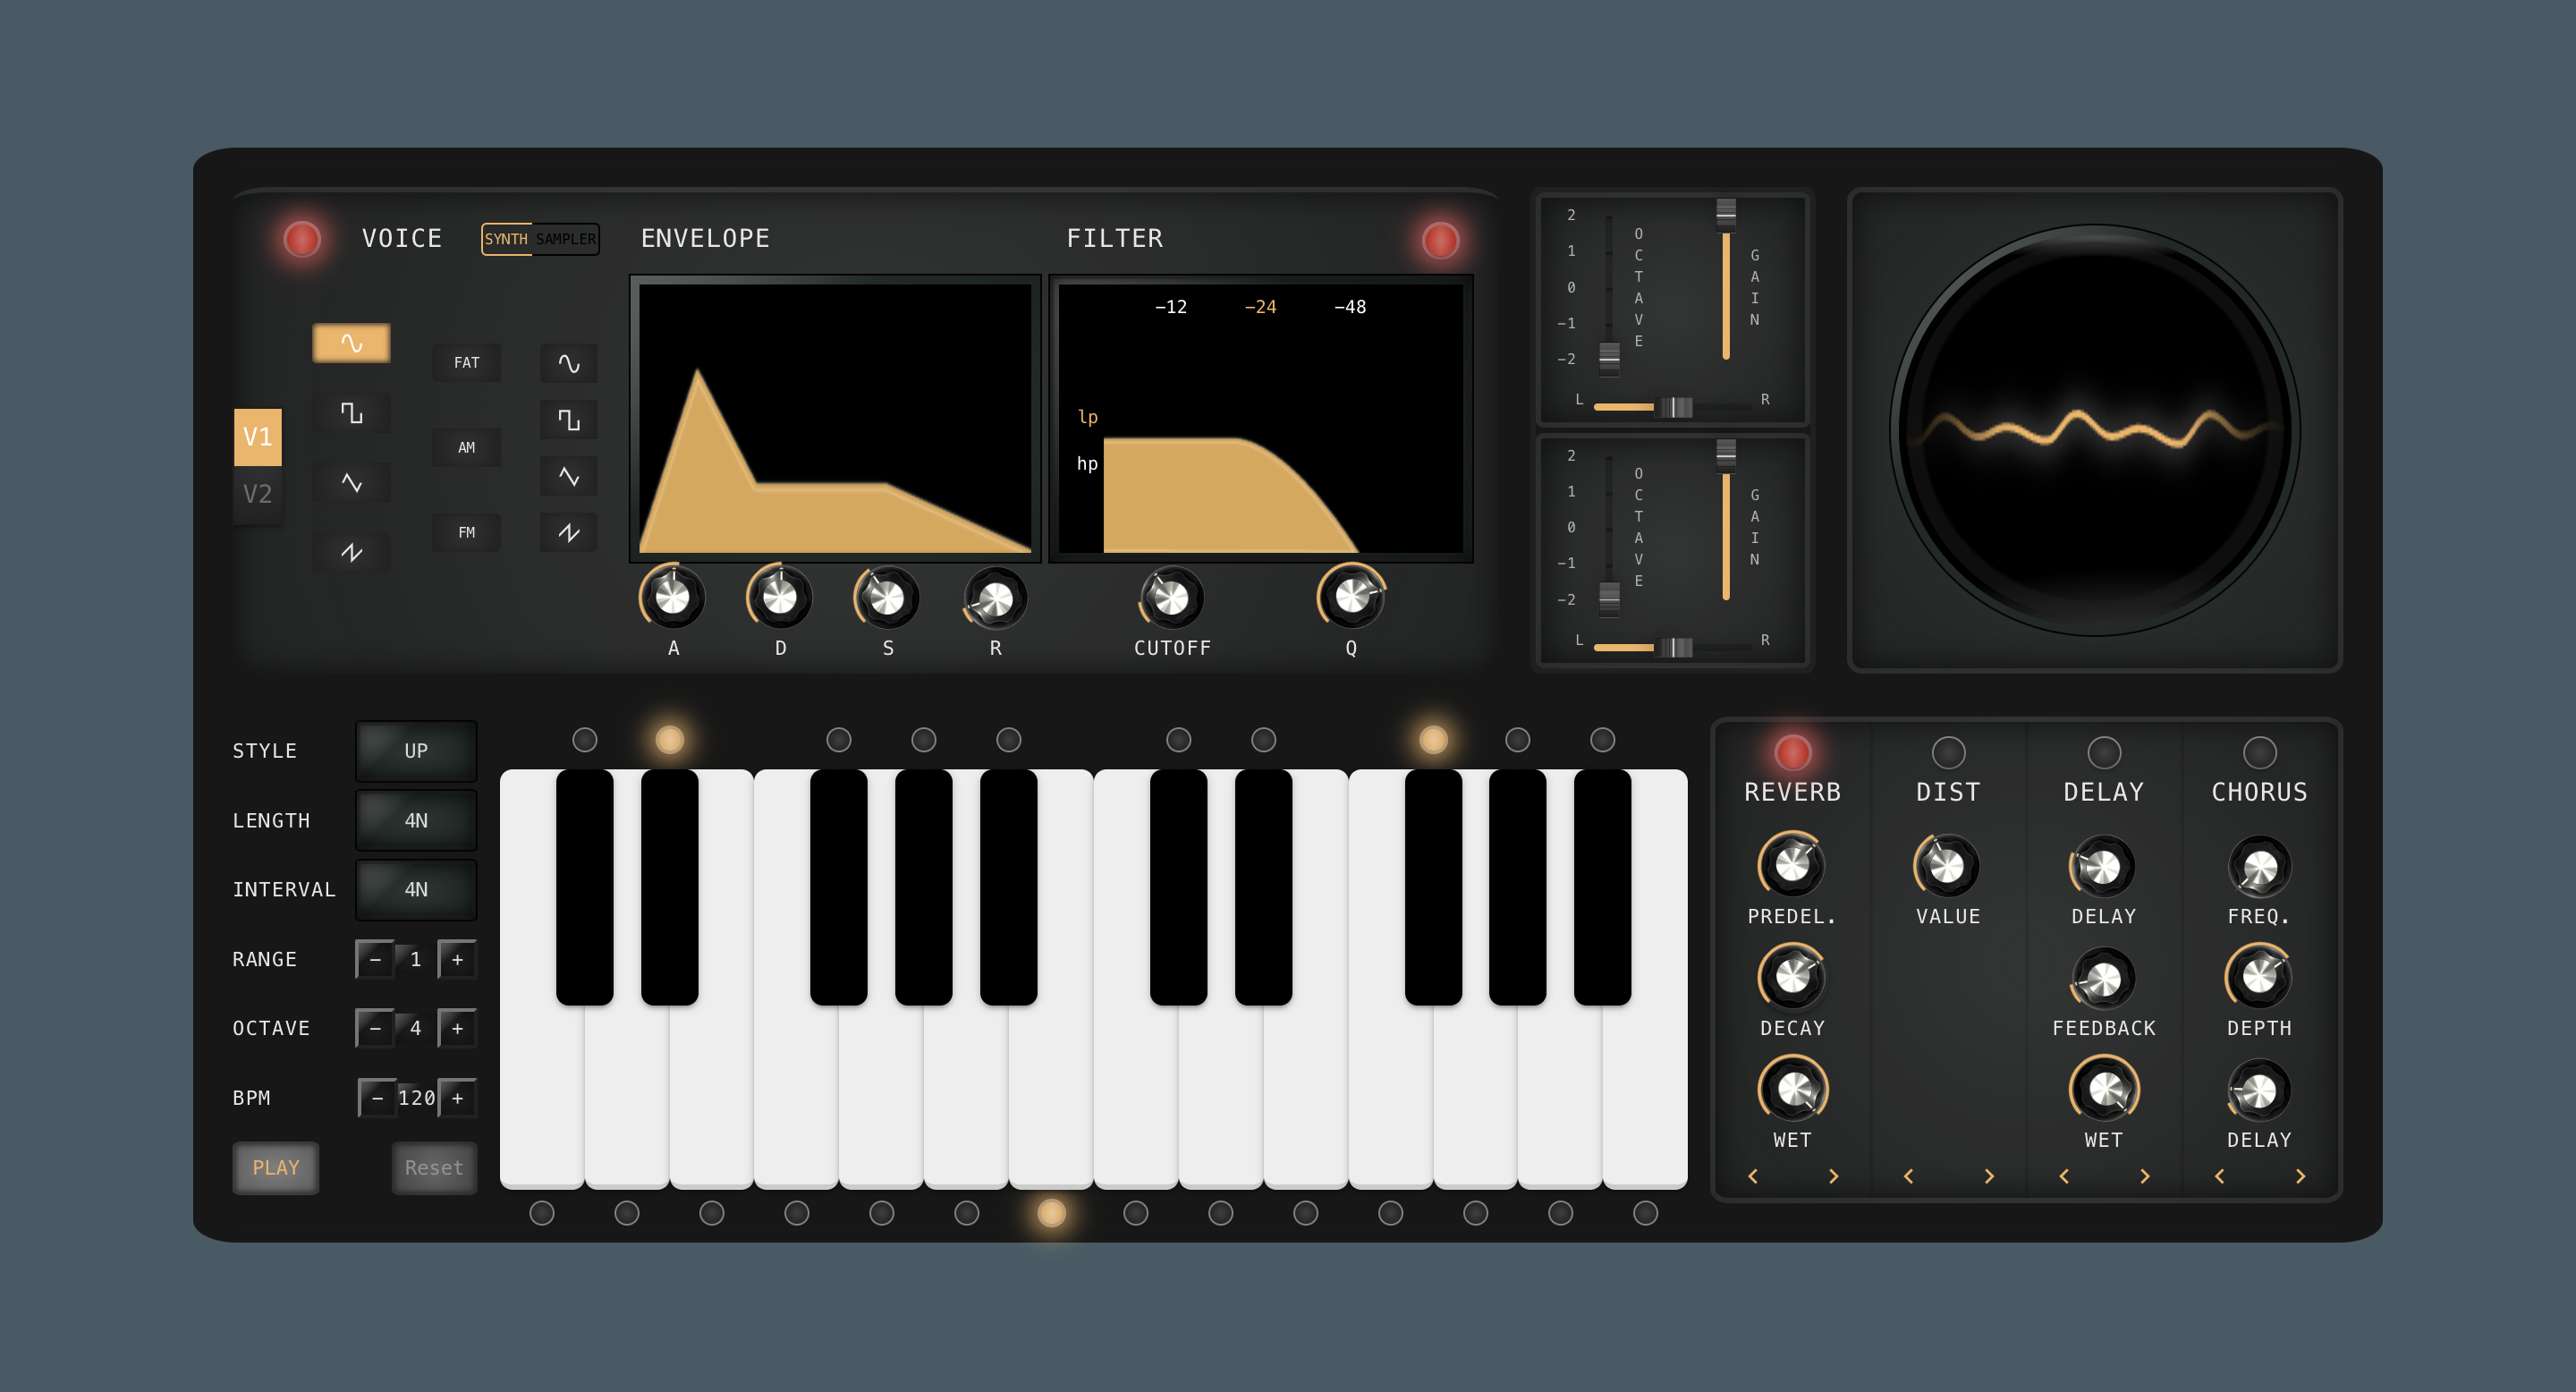 VOICE SYNTH SAMPLER ENVELOPE FILTER
V1
V2
FAT
AM
FM
A D S R
−12 −24 −48
lp
hp
CUTOFF Q
2
1
0
−1
−2
OCTAVE
GAIN
L R
2
1
0
−1
−2
OCTAVE
GAIN
L R
STYLE UP
LENGTH 4N
INTERVAL 4N
RANGE − 1 +
OCTAVE − 4 +
BPM − 120 +
PLAY Reset
REVERB DIST DELAY CHORUS
PREDEL. VALUE DELAY FREQ.
DECAY FEEDBACK DEPTH
WET WET DELAY
< > < > < > < >